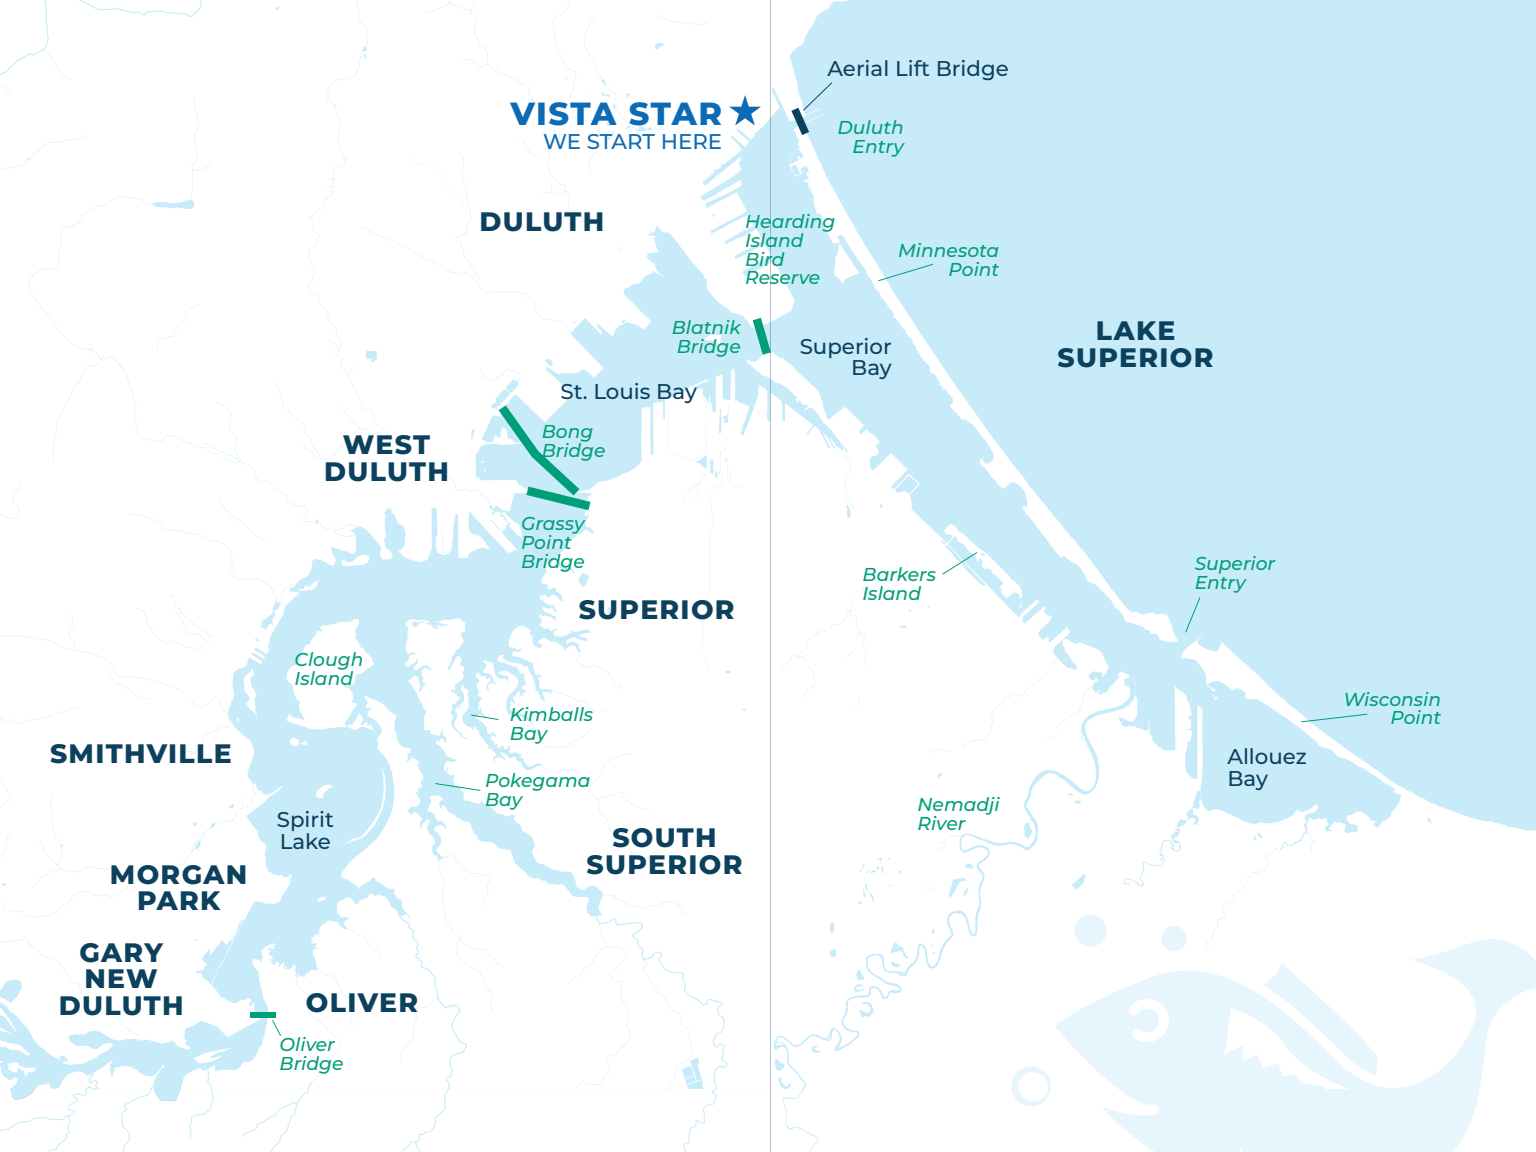 Aerial Lift Bridge
VISTA STAR
WE START HERE
Duluth
Entry
DULUTH
Hearding
Island
Bird
Reserve
Minnesota
Point
Blatnik
Bridge
Superior
Bay
LAKE
SUPERIOR
St. Louis Bay
WEST
DULUTH
Bong
Bridge
Grassy
Point
Bridge
Barkers
Island
Superior
Entry
SUPERIOR
Clough
Island
Kimballs
Bay
Wisconsin
Point
SMITHVILLE
Pokegama
Bay
Allouez
Bay
Spirit
Lake
Nemadji
River
SOUTH
SUPERIOR
MORGAN
PARK
GARY
NEW
DULUTH
OLIVER
Oliver
Bridge